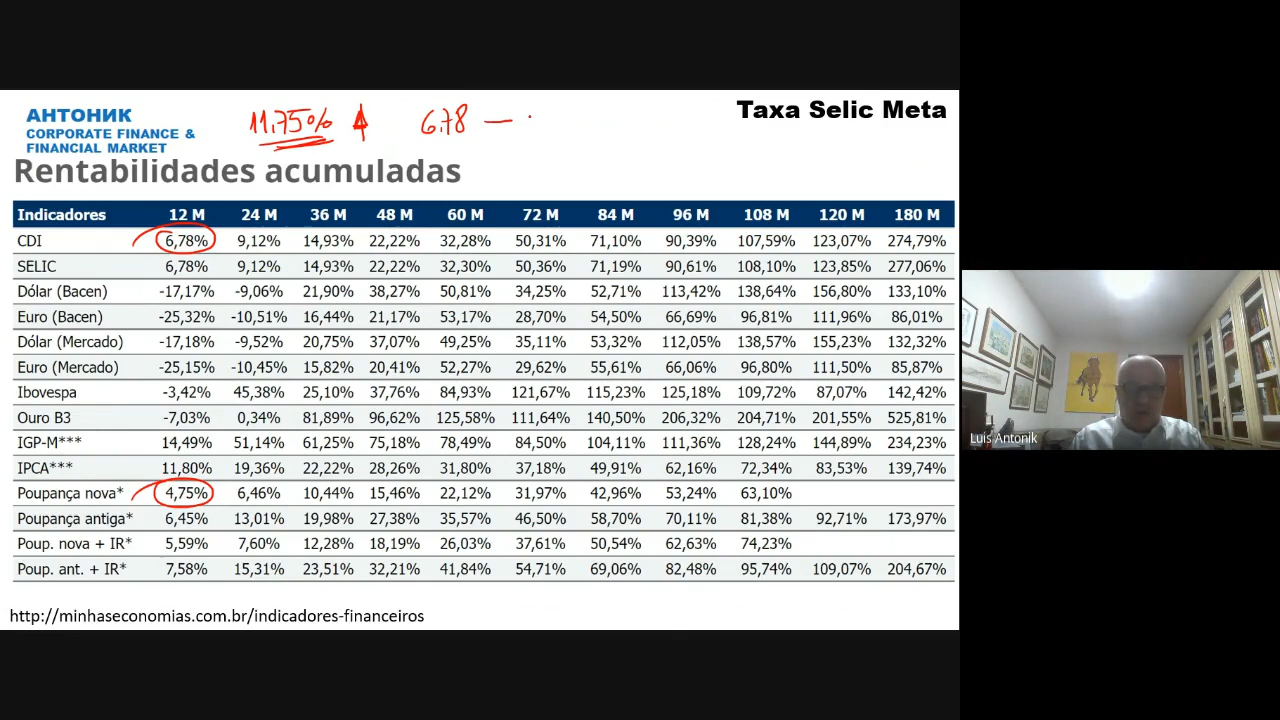 АНТОНИК
CORPORATE FINANCE &
FINANCIAL MARKET
11,75%
6,78 —
Taxa Selic Meta
Rentabilidades acumuladas
Indicadores 12 M 24 M 36 M 48 M 60 M 72 M 84 M 96 M 108 M 120 M 180 M
CDI 6,78% 9,12% 14,93% 22,22% 32,28% 50,31% 71,10% 90,39% 107,59% 123,07% 274,79%
SELIC 6,78% 9,12% 14,93% 22,22% 32,30% 50,36% 71,19% 90,61% 108,10% 123,85% 277,06%
Dólar (Bacen) -17,17% -9,06% 21,90% 38,27% 50,81% 34,25% 52,71% 113,42% 138,64% 156,80% 133,10%
Euro (Bacen) -25,32% -10,51% 16,44% 21,17% 53,17% 28,70% 54,50% 66,69% 96,81% 111,96% 86,01%
Dólar (Mercado) -17,18% -9,52% 20,75% 37,07% 49,25% 35,11% 53,32% 112,05% 138,57% 155,23% 132,32%
Euro (Mercado) -25,15% -10,45% 15,82% 20,41% 52,27% 29,62% 55,61% 66,06% 96,80% 111,50% 85,87%
Ibovespa -3,42% 45,38% 25,10% 37,76% 84,93% 121,67% 115,23% 125,18% 109,72% 87,07% 142,42%
Ouro B3 -7,03% 0,34% 81,89% 96,62% 125,58% 111,64% 140,50% 206,32% 204,71% 201,55% 525,81%
IGP-M*** 14,49% 51,14% 61,25% 75,18% 78,49% 84,50% 104,11% 111,36% 128,24% 144,89% 234,23%
IPCA*** 11,80% 19,36% 22,22% 28,26% 31,80% 37,18% 49,91% 62,16% 72,34% 83,53% 139,74%
Poupança nova* 4,75% 6,46% 10,44% 15,46% 22,12% 31,97% 42,96% 53,24% 63,10%
Poupança antiga* 6,45% 13,01% 19,98% 27,38% 35,57% 46,50% 58,70% 70,11% 81,38% 92,71% 173,97%
Poup. nova + IR* 5,59% 7,60% 12,28% 18,19% 26,03% 37,61% 50,54% 62,63% 74,23%
Poup. ant. + IR* 7,58% 15,31% 23,51% 32,21% 41,84% 54,71% 69,06% 82,48% 95,74% 109,07% 204,67%
http://minhaseconomias.com.br/indicadores-financeiros
Luis Antonik